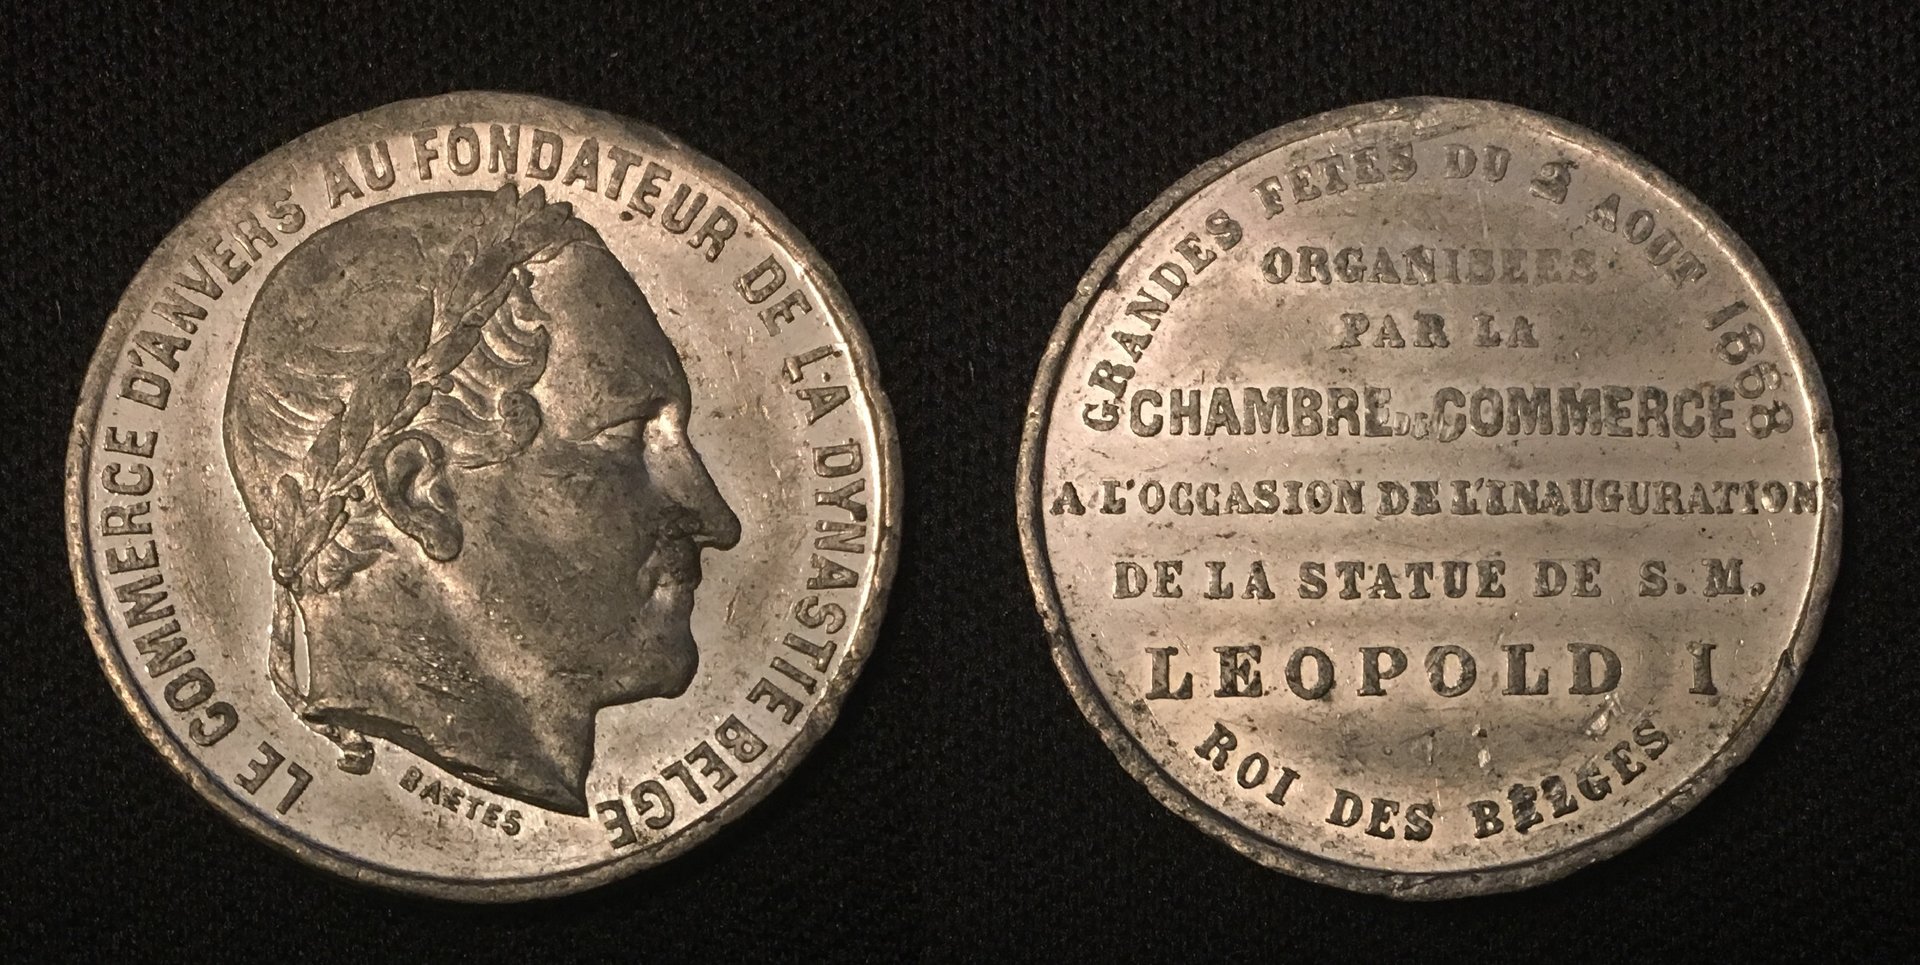 LE COMMERCE D'ANVERS AU FONDATEUR DE LA DYNASTIE BELGE
BAETES
GRANDES FETES DU 2 AOUT 1868
ORGANISEES
PAR LA
CHAMBRE DE COMMERCE
A L'OCCASION DE L'INAUGURATION
DE LA STATUE DE S. M.
LEOPOLD I
ROI DES BELGES